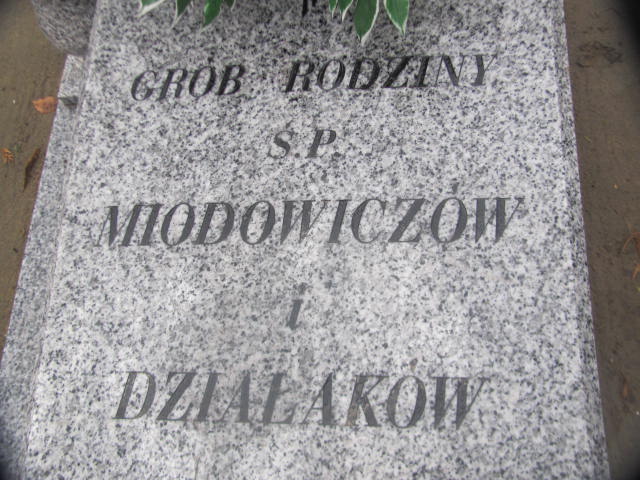 GRÓB RODZINY
Ś.P.
MIODOWICZÓW
i
DZIAŁAKÓW